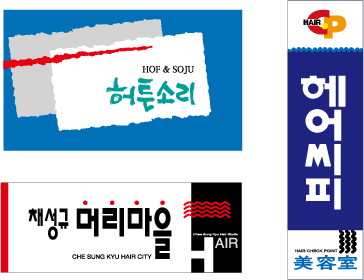 HOF & SOJU
허튼소리
HAIR
CP
헤어씨피
HAIR CHECK POINT
美容室
채성규 머리마을
CHE SUNG KYU HAIR CITY
Che Sung Kyu Hair Studio
HAIR